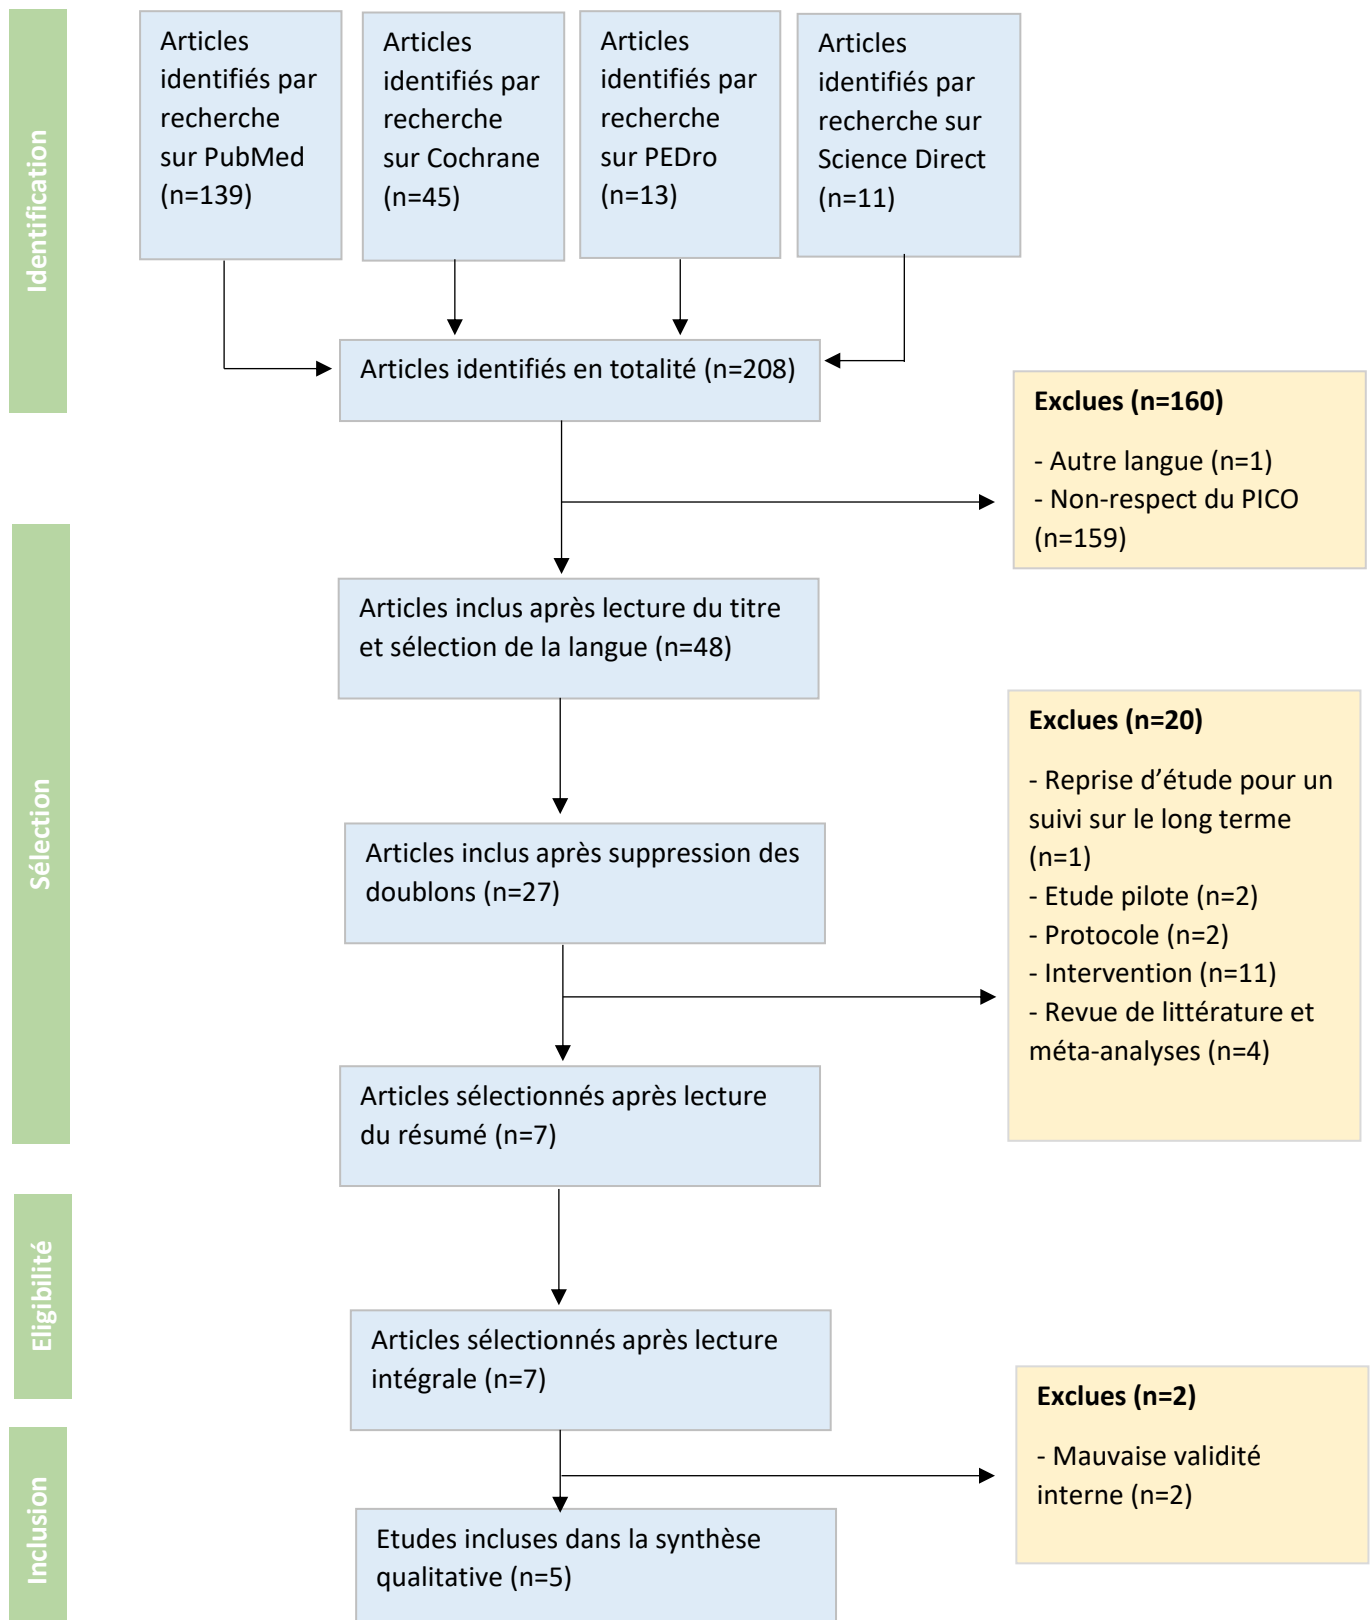 Identification
Articles
identifiés par
recherche
sur PubMed
(n=139)
Articles
identifiés par
recherche
sur Cochrane
(n=45)
Articles
identifiés par
recherche
sur PEDro
(n=13)
Articles
identifiés par
recherche sur
Science Direct
(n=11)
Articles identifiés en totalité (n=208)
Exclues (n=160)
- Autre langue (n=1)
- Non-respect du PICO
(n=159)
Sélection
Articles inclus après lecture du titre
et sélection de la langue (n=48)
Articles inclus après suppression des
doublons (n=27)
Exclues (n=20)
- Reprise d’étude pour un
suivi sur le long terme
(n=1)
- Etude pilote (n=2)
- Protocole (n=2)
- Intervention (n=11)
- Revue de littérature et
méta-analyses (n=4)
Articles sélectionnés après lecture
du résumé (n=7)
Eligibilité
Articles sélectionnés après lecture
intégrale (n=7)
Exclues (n=2)
- Mauvaise validité
interne (n=2)
Inclusion
Etudes incluses dans la synthèse
qualitative (n=5)